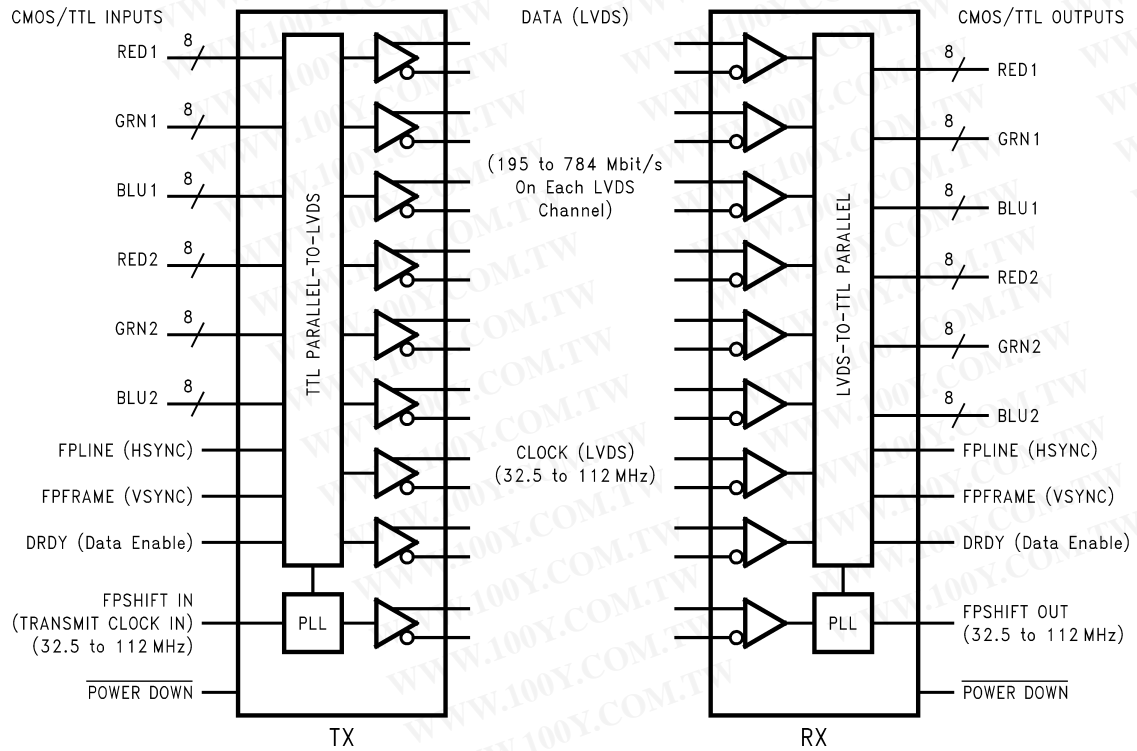 CMOS/TTL INPUTS
DATA (LVDS)
CMOS/TTL OUTPUTS
RED1
8
GRN1
8
BLU1
8
RED2
8
GRN2
8
BLU2
8
FPLINE (HSYNC)
FPFRAME (VSYNC)
DRDY (Data Enable)
FPSHIFT IN
(TRANSMIT CLOCK IN)
(32.5 to 112 MHz)
POWER DOWN
TTL PARALLEL-TO-LVDS
PLL
TX
(195 to 784 Mbit/s
On Each LVDS
Channel)
CLOCK (LVDS)
(32.5 to 112 MHz)
LVDS-TO-TTL PARALLEL
PLL
RX
8
RED1
8
GRN1
8
BLU1
8
RED2
8
GRN2
8
BLU2
FPLINE (HSYNC)
FPFRAME (VSYNC)
DRDY (Data Enable)
FPSHIFT OUT
(32.5 to 112 MHz)
POWER DOWN
WWW.100Y.COM.TW